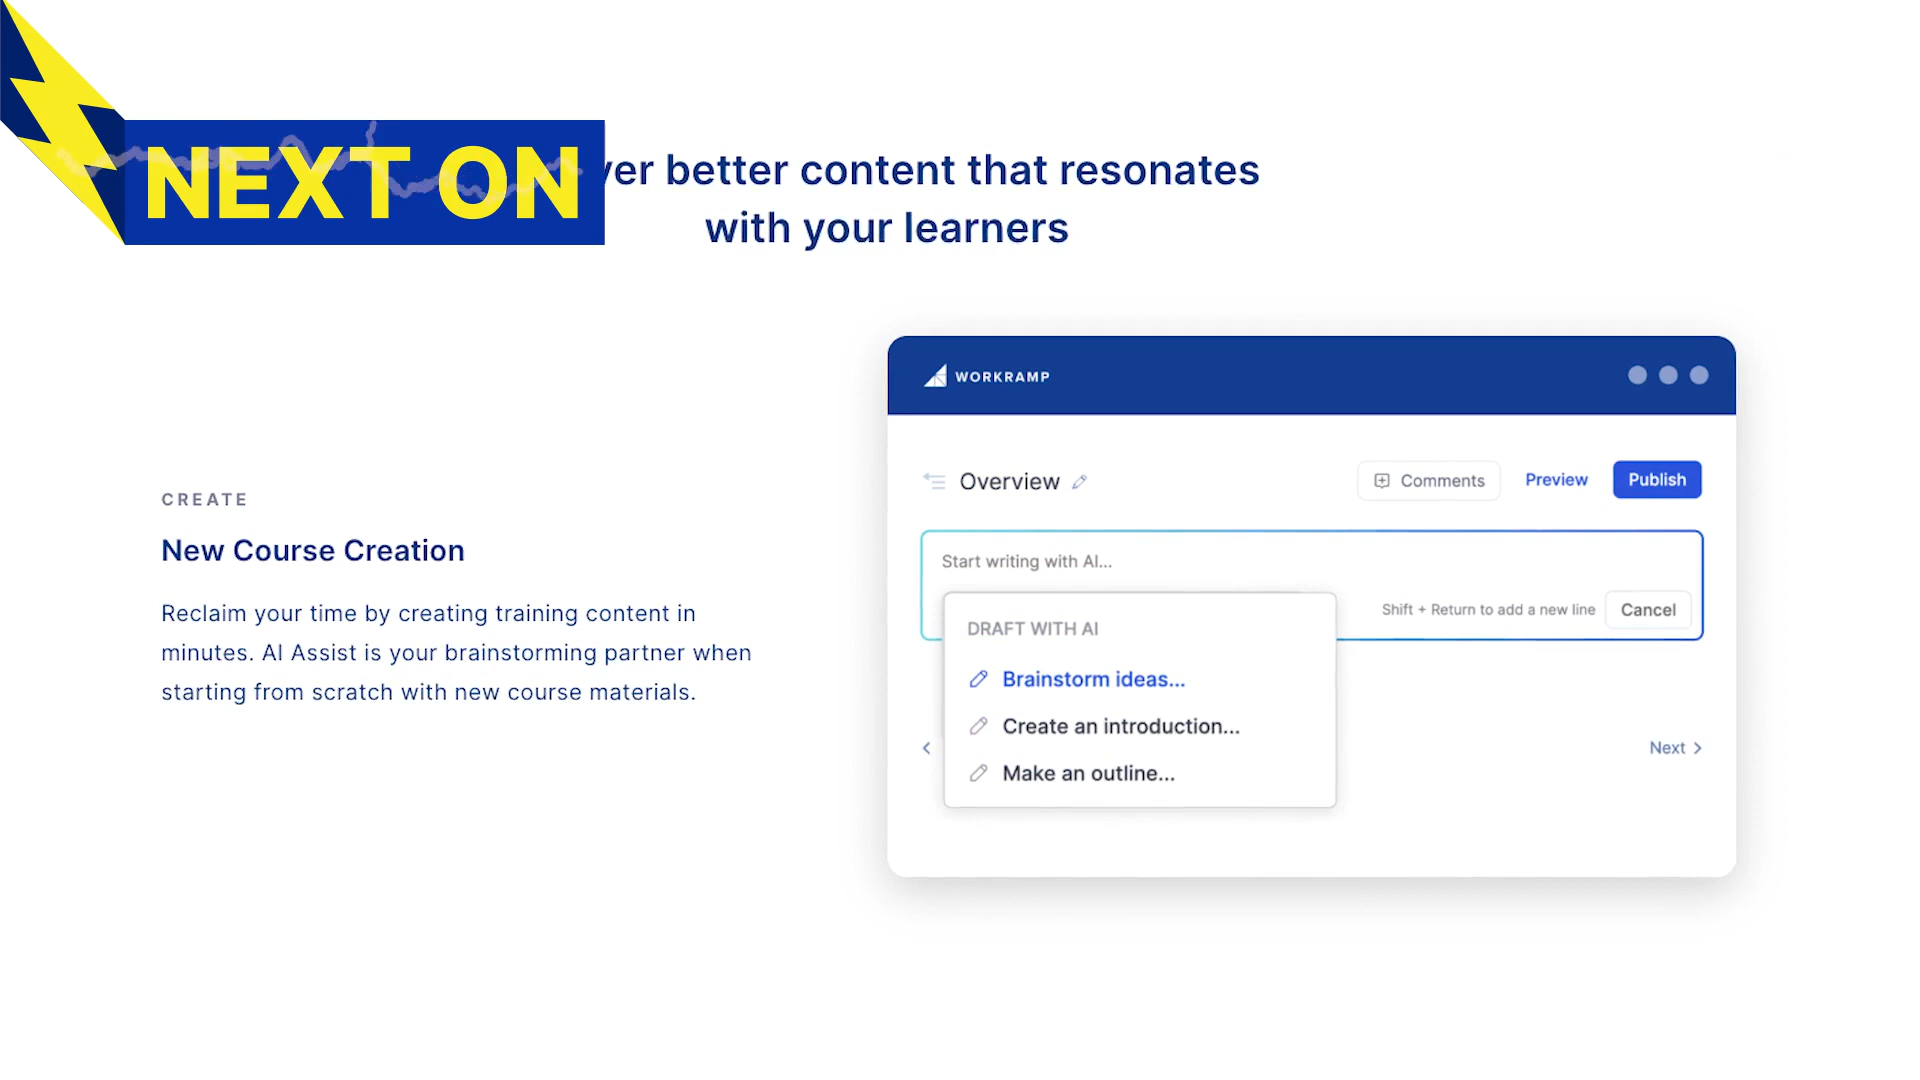 NEXT ON
er better content that resonates
with your learners
WORKRAMP
Overview
Comments
Preview
Publish
CREATE
New Course Creation
Reclaim your time by creating training content in
minutes. AI Assist is your brainstorming partner when
starting from scratch with new course materials.
Start writing with AI...
Shift + Return to add a new line
Cancel
DRAFT WITH AI
Brainstorm ideas...
Create an introduction...
Make an outline...
Next